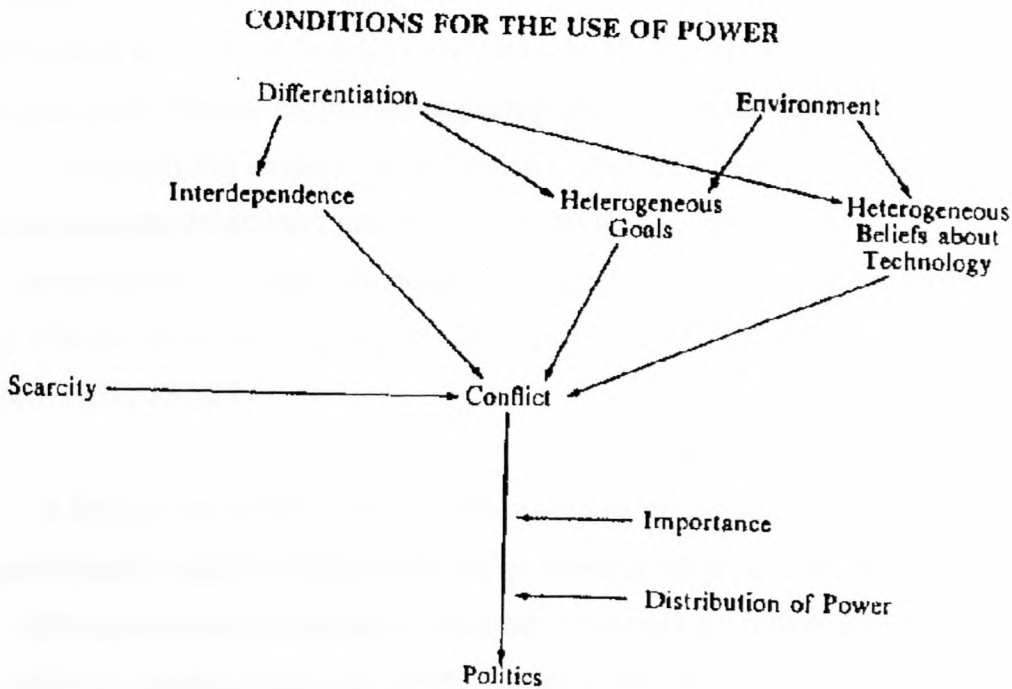 CONDITIONS FOR THE USE OF POWER
Differentiation
Environment
Interdependence
Heterogeneous
Goals
Heterogeneous
Beliefs about
Technology
Scarcity
Conflict
Importance
Distribution of Power
Politics